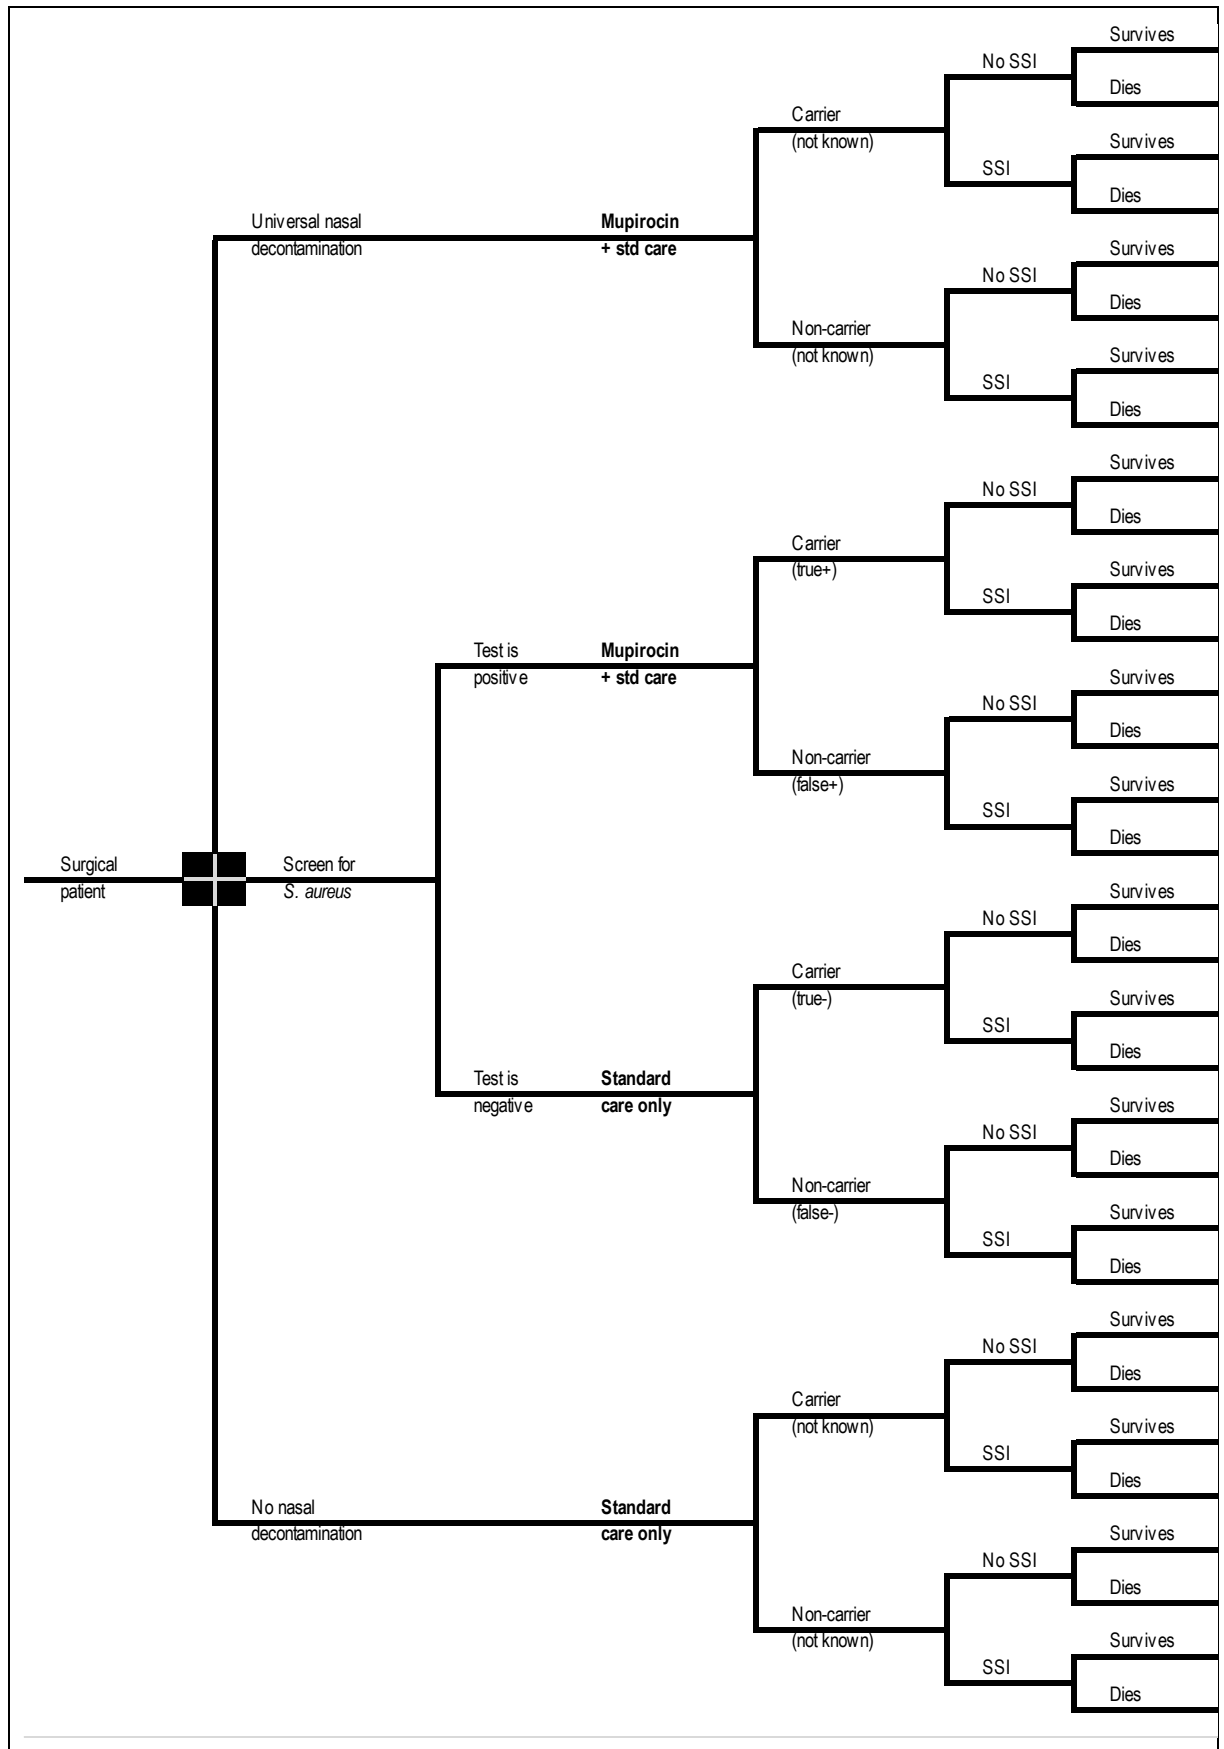 Survives
No SSI
Dies
Carrier
(not known)
Survives
SSI
Dies
Universal nasal
decontamination
Mupirocin
+ std care
Survives
No SSI
Dies
Non-carrier
(not known)
Survives
SSI
Dies
Survives
No SSI
Dies
Carrier
(true+)
Survives
SSI
Dies
Test is
positive
Mupirocin
+ std care
Survives
No SSI
Dies
Non-carrier
(false+)
Survives
SSI
Dies
Surgical
patient
Screen for
S. aureus
Survives
No SSI
Dies
Carrier
(true-)
Survives
SSI
Dies
Test is
negative
Standard
care only
Survives
No SSI
Dies
Non-carrier
(false-)
Survives
SSI
Dies
Survives
No SSI
Dies
Carrier
(not known)
Survives
SSI
Dies
No nasal
decontamination
Standard
care only
Survives
No SSI
Dies
Non-carrier
(not known)
Survives
SSI
Dies